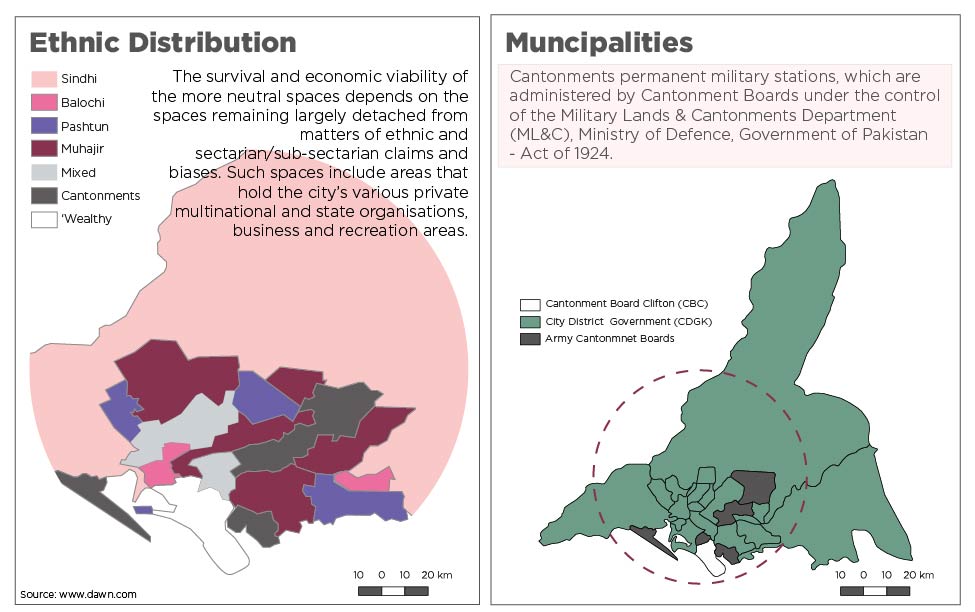 Ethnic Distribution
Sindhi
Balochi
Pashtun
Muhajir
Mixed
Cantonments
'Wealthy
The survival and economic viability of
the more neutral spaces depends on the
spaces remaining largely detached from
matters of ethnic and
sectarian/sub-sectarian claims and
biases. Such spaces include areas that
hold the city's various private
multinational and state organisations,
business and recreation areas.
10 0 10 20 km
Source: www.dawn.com
Muncipalities
Cantonments permanent military stations, which are
administered by Cantonment Boards under the control
of the Military Lands & Cantonments Department
(ML&C), Ministry of Defence, Government of Pakistan
- Act of 1924.
Cantonment Board Clifton (CBC)
City District Government (CDGK)
Army Cantonmnet Boards
10 0 10 20 km